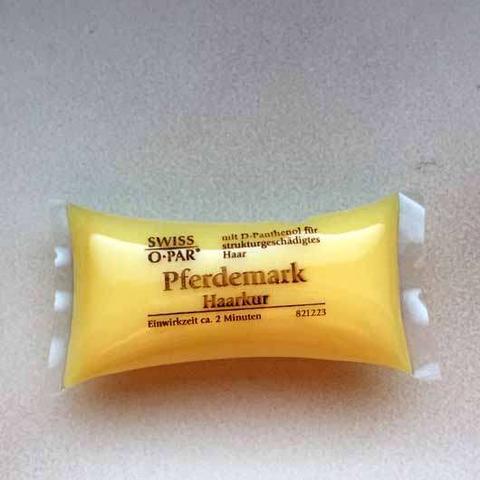 SWISS
O·PAR®
mit D-Panthenol für
strukturgeschädigtes
Haar
Pferdemark
Haarkur
Einwirkzeit ca. 2 Minuten
821223